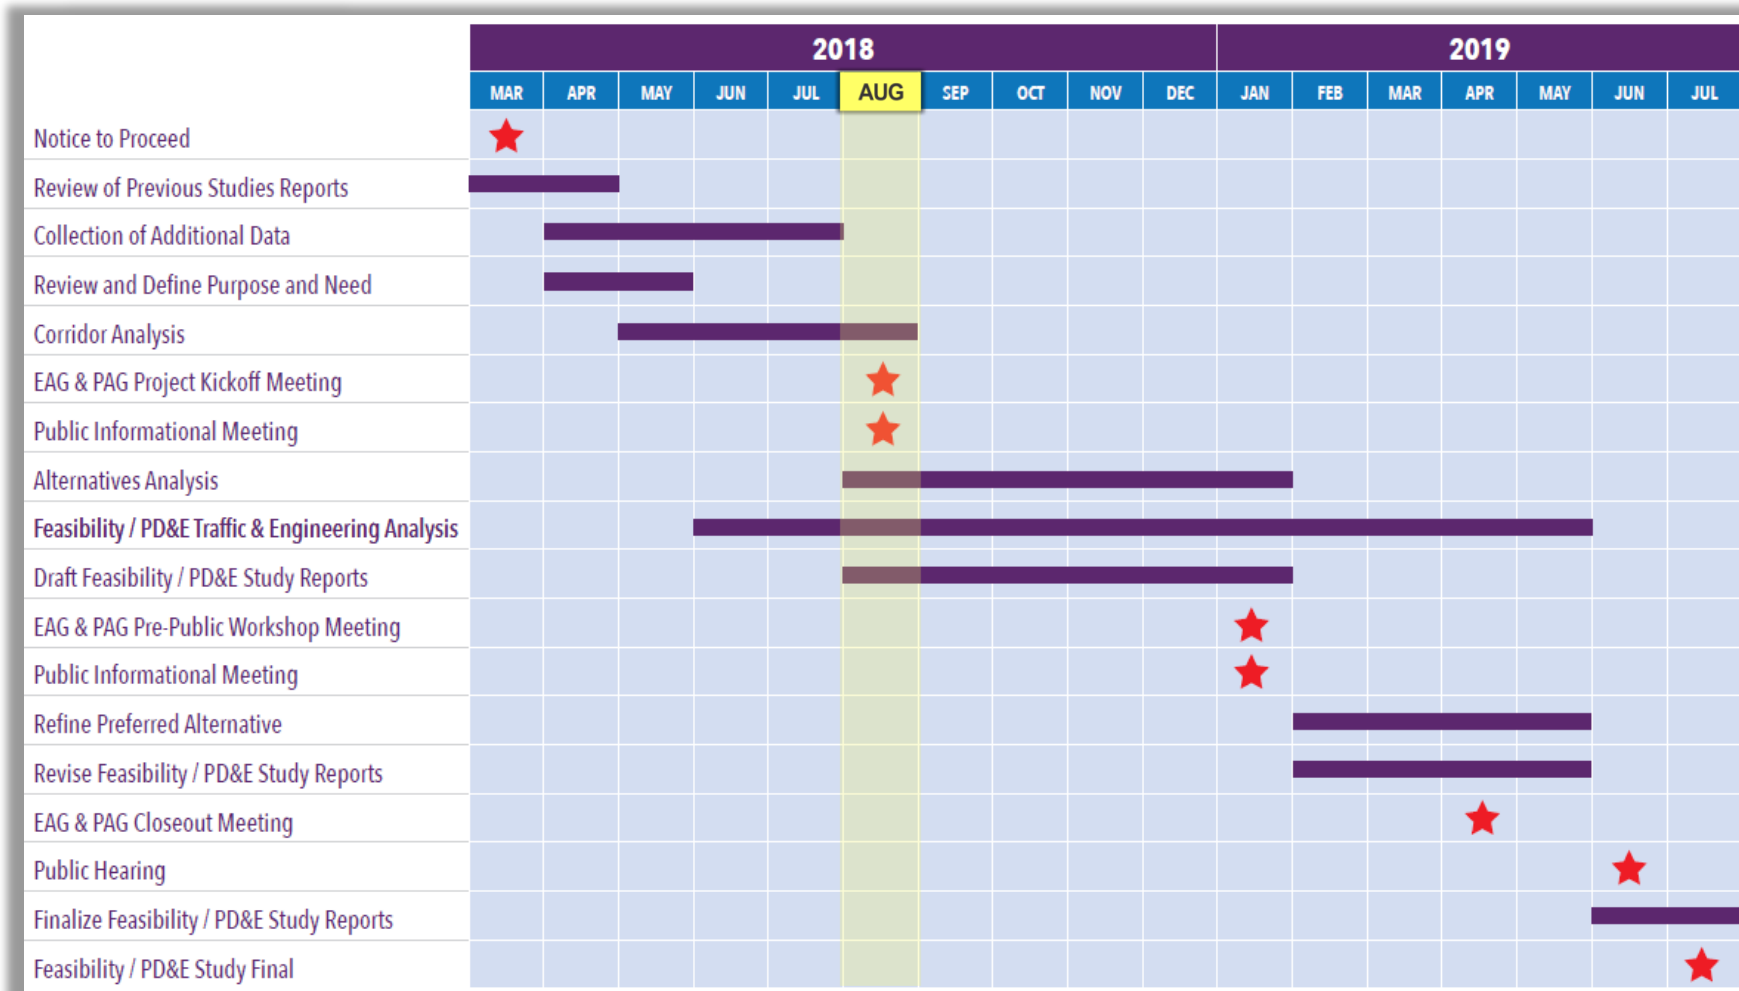 2018 2019
MAR APR MAY JUN JUL AUG SEP OCT NOV DEC JAN FEB MAR APR MAY JUN JUL
Notice to Proceed
Review of Previous Studies Reports
Collection of Additional Data
Review and Define Purpose and Need
Corridor Analysis
EAG & PAG Project Kickoff Meeting
Public Informational Meeting
Alternatives Analysis
Feasibility / PD&E Traffic & Engineering Analysis
Draft Feasibility / PD&E Study Reports
EAG & PAG Pre-Public Workshop Meeting
Public Informational Meeting
Refine Preferred Alternative
Revise Feasibility / PD&E Study Reports
EAG & PAG Closeout Meeting
Public Hearing
Finalize Feasibility / PD&E Study Reports
Feasibility / PD&E Study Final